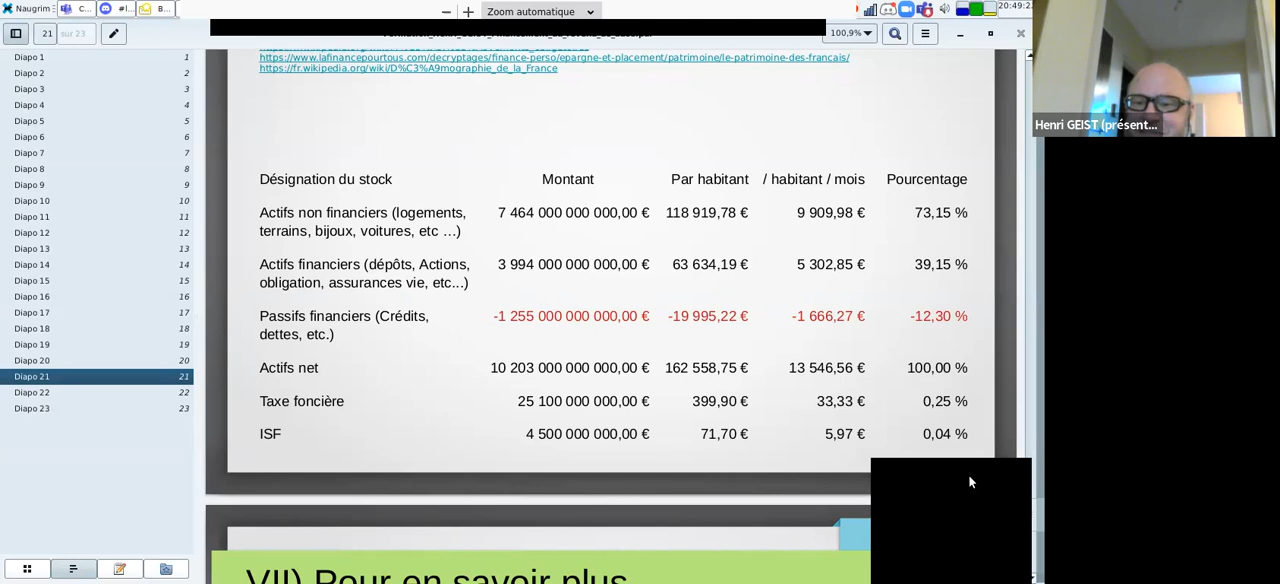 Naugrim
C...
#I...
B...
Zoom automatique
20:49:2
21 sur 23
100,9%
Diapo 1 1
Diapo 2 2
Diapo 3 3
Diapo 4 4
Diapo 5 5
Diapo 6 6
Diapo 7 7
Diapo 8 8
Diapo 9 9
Diapo 10 10
Diapo 11 11
Diapo 12 12
Diapo 13 13
Diapo 14 14
Diapo 15 15
Diapo 16 16
Diapo 17 17
Diapo 18 18
Diapo 19 19
Diapo 20 20
Diapo 21 21
Diapo 22 22
Diapo 23 23
https://www.lafinancepourtous.com/decryptages/finance-perso/epargne-et-placement/patrimoine/le-patrimoine-des-francais/
https://fr.wikipedia.org/wiki/D%C3%A9mographie_de_la_France
Désignation du stock Montant Par habitant / habitant / mois Pourcentage
Actifs non financiers (logements, 7 464 000 000 000,00 € 118 919,78 € 9 909,98 € 73,15 %
terrains, bijoux, voitures, etc ...)
Actifs financiers (dépôts, Actions, 3 994 000 000 000,00 € 63 634,19 € 5 302,85 € 39,15 %
obligation, assurances vie, etc...)
Passifs financiers (Crédits, -1 255 000 000 000,00 € -19 995,22 € -1 666,27 € -12,30 %
dettes, etc.)
Actifs net 10 203 000 000 000,00 € 162 558,75 € 13 546,56 € 100,00 %
Taxe foncière 25 100 000 000,00 € 399,90 € 33,33 € 0,25 %
ISF 4 500 000 000,00 € 71,70 € 5,97 € 0,04 %
VII) Pour en savoir plus
Henri GEIST (présent...